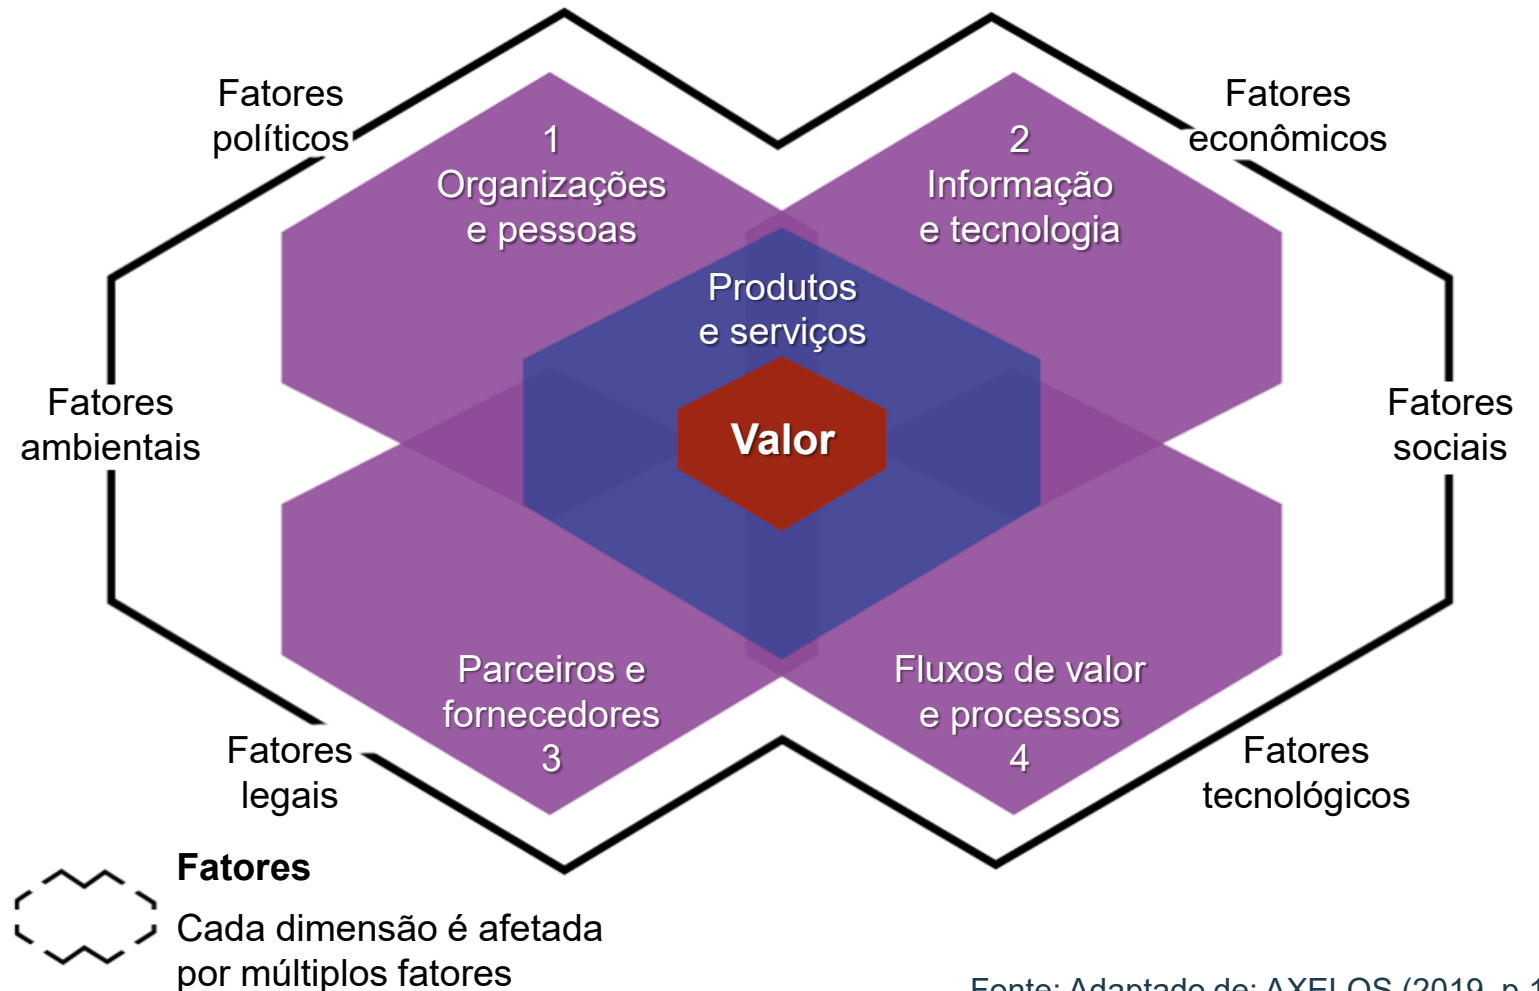 Fatores
políticos
Fatores
econômicos
1
Organizações
e pessoas
2
Informação
e tecnologia
Produtos
e serviços
Fatores
ambientais
Valor
Fatores
sociais
Parceiros e
fornecedores
3
Fluxos de valor
e processos
4
Fatores
legais
Fatores
tecnológicos
Fatores
Cada dimensão é afetada
por múltiplos fatores
Fonte: Adaptado de: AXELOS (2019, p.1